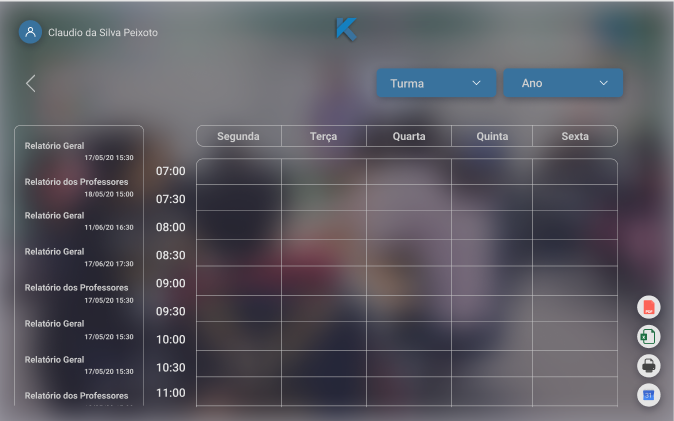 Claudio da Silva Peixoto
Turma
Ano
Relatório Geral
17/05/20 15:30
Relatório dos Professores
18/05/20 15:00
Relatório Geral
11/06/20 16:30
Relatório Geral
17/06/20 17:30
Relatório dos Professores
17/05/20 15:30
Relatório Geral
17/05/20 15:30
Relatório Geral
17/05/20 15:30
Relatório dos Professores
Segunda Terça Quarta Quinta Sexta
07:00
07:30
08:00
08:30
09:00
09:30
10:00
10:30
11:00
PDF
31